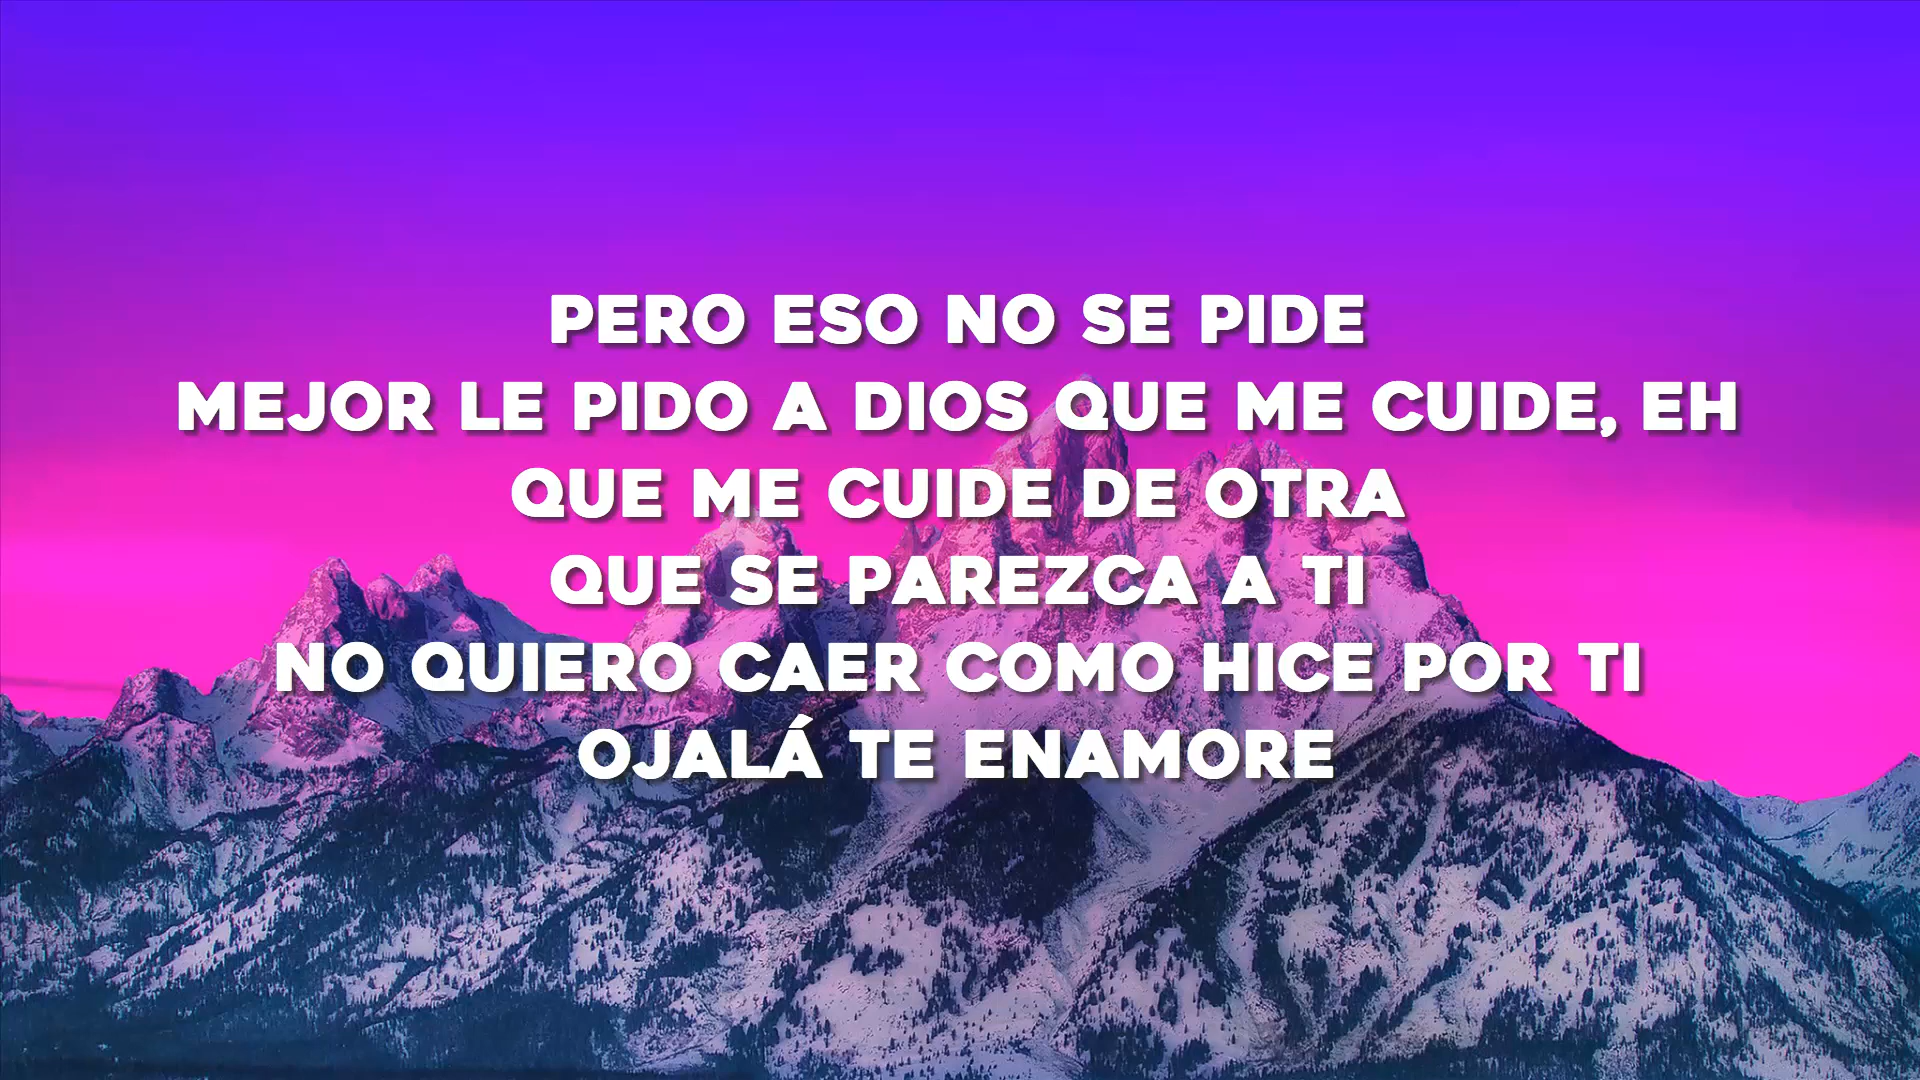 PERO ESO NO SE PIDE
MEJOR LE PIDO A DIOS QUE ME CUIDE, EH
QUE ME CUIDE DE OTRA
QUE SE PAREZCA A TI
NO QUIERO CAER COMO HICE POR TI
OJALÁ TE ENAMORE